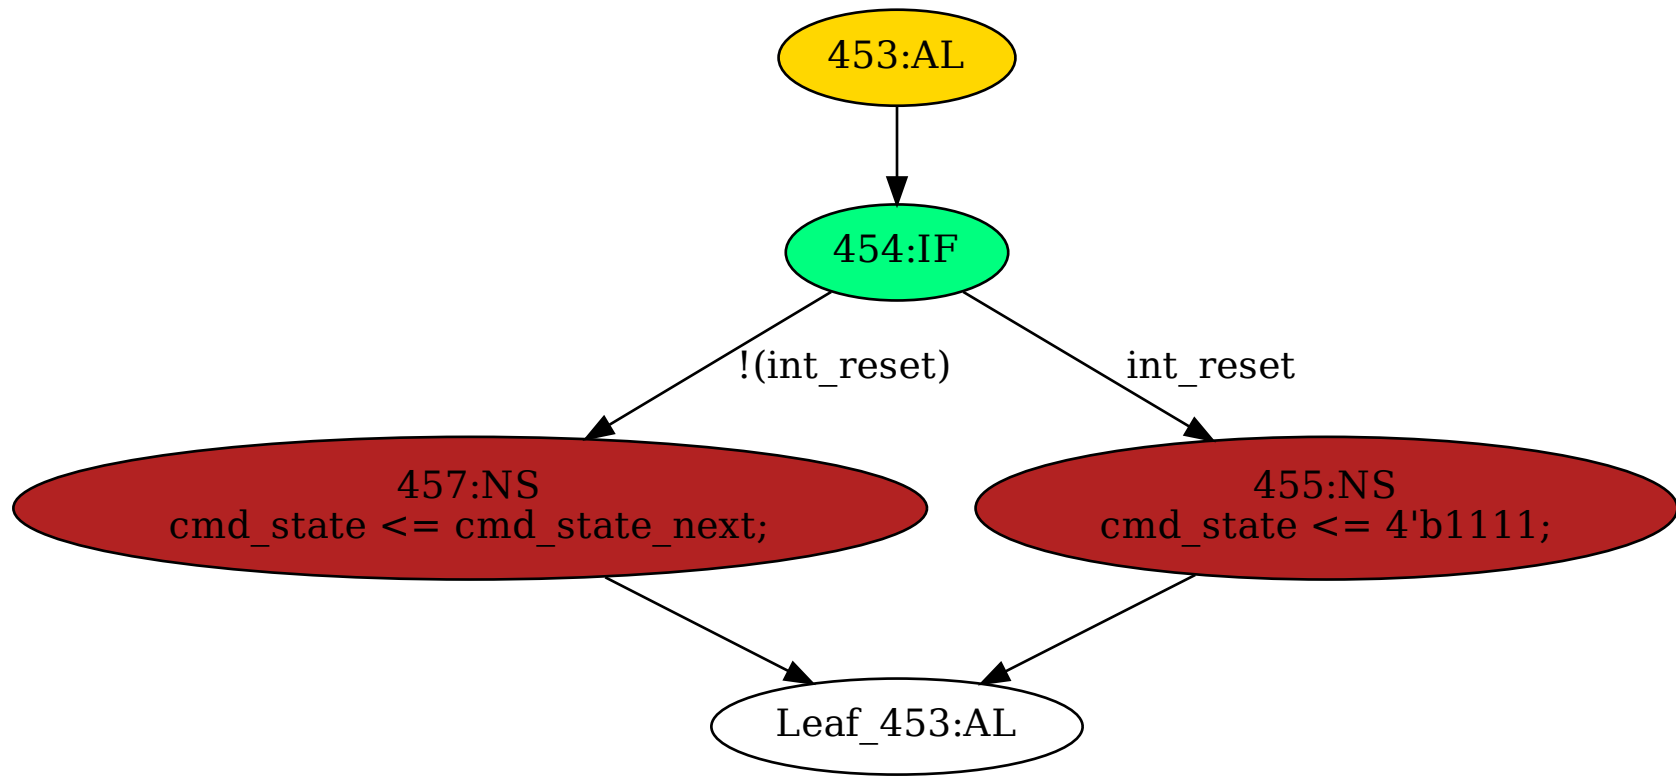 453:AL
454:IF
!(int_reset)
int_reset
457:NS
cmd_state <= cmd_state_next;
455:NS
cmd_state <= 4'b1111;
Leaf_453:AL